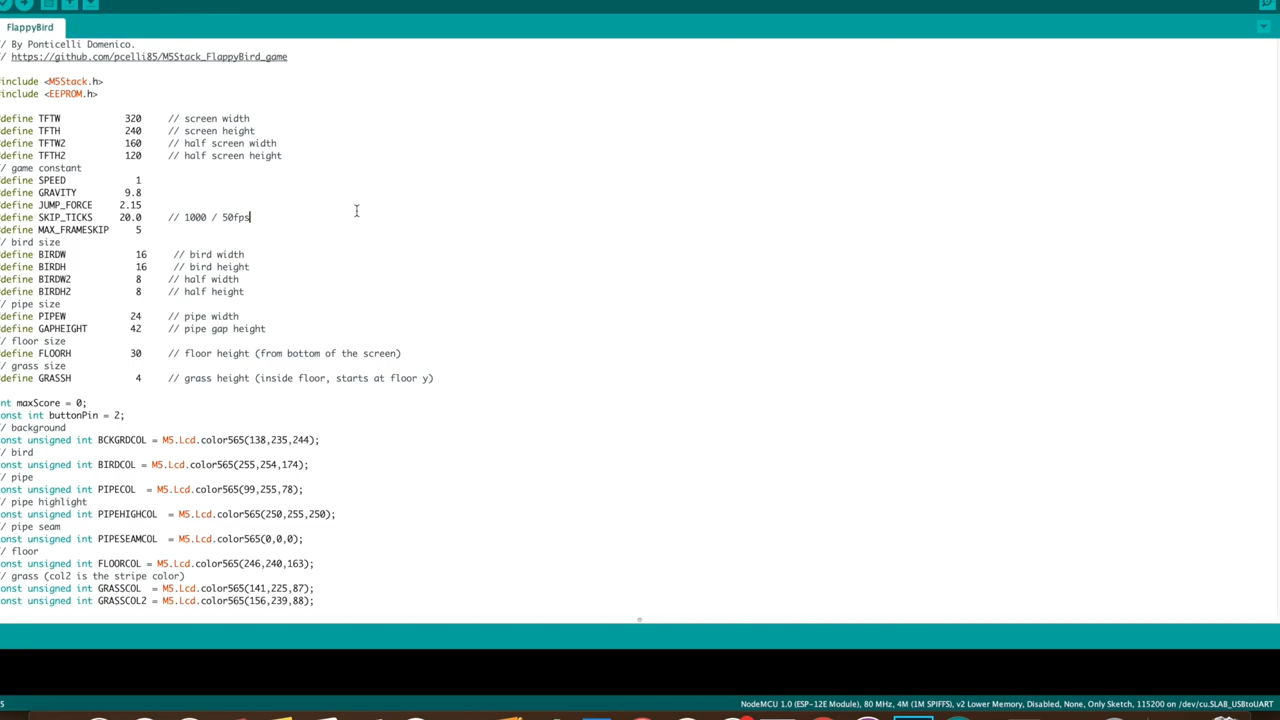 FlappyBird
// By Ponticelli Domenico.
// https://github.com/pcelli85/M5Stack_FlappyBird_game
#include <M5Stack.h>
#include <EEPROM.h>
#define TFTW 320 // screen width
#define TFTH 240 // screen height
#define TFTW2 160 // half screen width
#define TFTH2 120 // half screen height
// game constant
#define SPEED 1
#define GRAVITY 9.8
#define JUMP_FORCE 2.15
#define SKIP_TICKS 20.0 // 1000 / 50fps
#define MAX_FRAMESKIP 5
// bird size
#define BIRDW 16 // bird width
#define BIRDH 16 // bird height
#define BIRDW2 8 // half width
#define BIRDH2 8 // half height
// pipe size
#define PIPEW 24 // pipe width
#define GAPHEIGHT 42 // pipe gap height
// floor size
#define FLOORH 30 // floor height (from bottom of the screen)
// grass size
#define GRASSH 4 // grass height (inside floor, starts at floor y)
int maxScore = 0;
const int buttonPin = 2;
// background
const unsigned int BCKGRDCOL = M5.Lcd.color565(138,235,244);
// bird
const unsigned int BIRDCOL = M5.Lcd.color565(255,254,174);
// pipe
const unsigned int PIPECOL = M5.Lcd.color565(99,255,78);
// pipe highlight
const unsigned int PIPEHIGHCOL = M5.Lcd.color565(250,255,250);
// pipe seam
const unsigned int PIPESEAMCOL = M5.Lcd.color565(0,0,0);
// floor
const unsigned int FLOORCOL = M5.Lcd.color565(246,240,163);
// grass (col2 is the stripe color)
const unsigned int GRASSCOL = M5.Lcd.color565(141,225,87);
const unsigned int GRASSCOL2 = M5.Lcd.color565(156,239,88);
5 NodeMCU 1.0 (ESP-12E Module), 80 MHz, 4M (1M SPIFFS), v2 Lower Memory, Disabled, None, Only Sketch, 115200 on /dev/cu.SLAB_USBtoUART